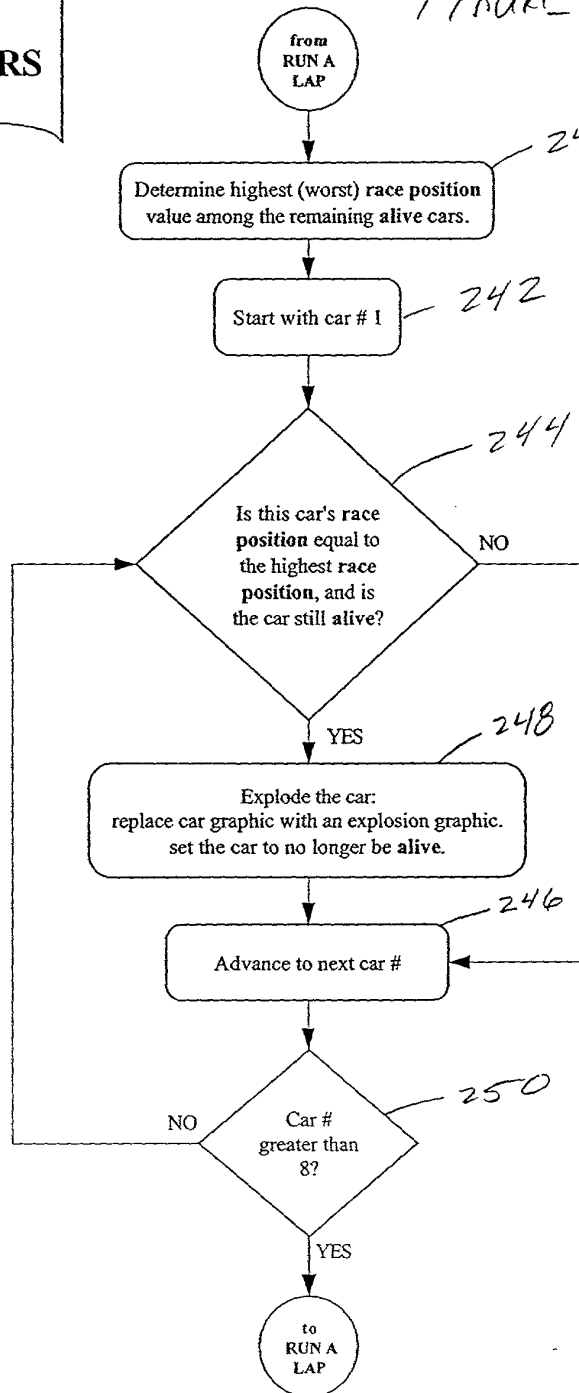 RS
from
RUN A
LAP
Determine highest (worst) race position
value among the remaining alive cars.
Start with car # 1
242
244
Is this car's race
position equal to
the highest race
position, and is
the car still alive?
NO
YES
248
Explode the car:
replace car graphic with an explosion graphic.
set the car to no longer be alive.
246
Advance to next car #
250
Car #
greater than
8?
NO
YES
to
RUN A
LAP